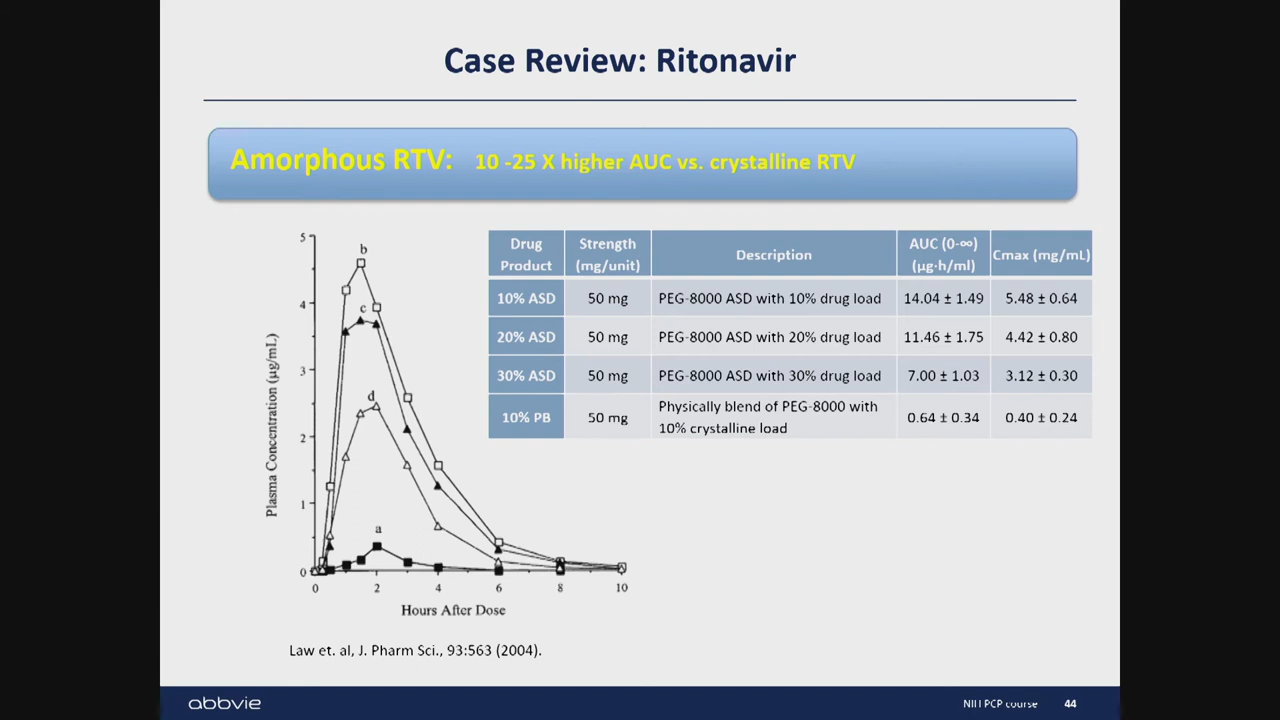 Case Review: Ritonavir
Amorphous RTV: 10 -25 X higher AUC vs. crystalline RTV
5
4
3
2
1
0
Plasma Concentration (µg/mL)
b
c
d
a
0 2 4 6 8 10
Hours After Dose
Drug Product Strength (mg/unit) Description AUC (0-∞) (µg·h/ml) Cmax (mg/mL)
10% ASD 50 mg PEG-8000 ASD with 10% drug load 14.04 ± 1.49 5.48 ± 0.64
20% ASD 50 mg PEG-8000 ASD with 20% drug load 11.46 ± 1.75 4.42 ± 0.80
30% ASD 50 mg PEG-8000 ASD with 30% drug load 7.00 ± 1.03 3.12 ± 0.30
10% PB 50 mg Physically blend of PEG-8000 with 10% crystalline load 0.64 ± 0.34 0.40 ± 0.24
Law et. al, J. Pharm Sci., 93:563 (2004).
abbvie NIH PCP course 44